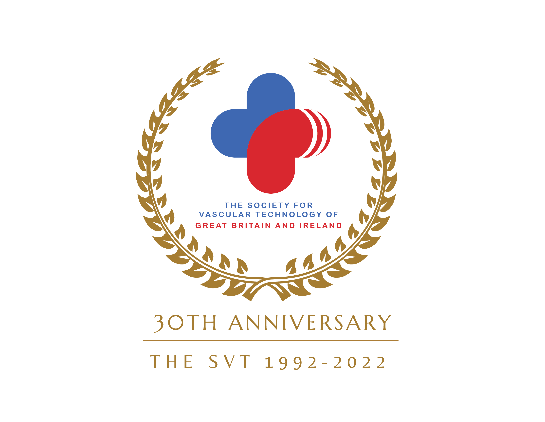 THE SOCIETY FOR
VASCULAR TECHNOLOGY OF
GREAT BRITAIN AND IRELAND
30TH ANNIVERSARY
THE SVT 1992-2022